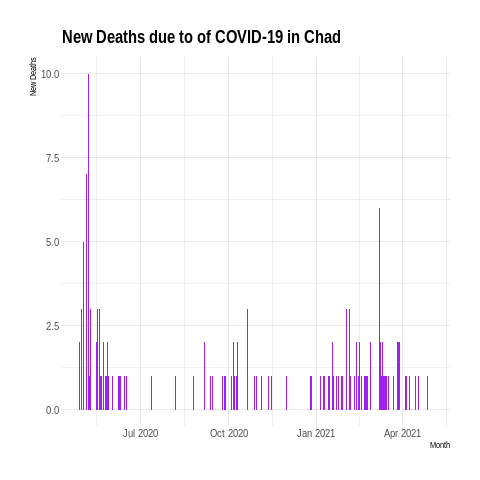 New Deaths due to of COVID-19 in Chad
New Deaths
10.0
7.5
5.0
2.5
0.0
Jul 2020 Oct 2020 Jan 2021 Apr 2021
Month